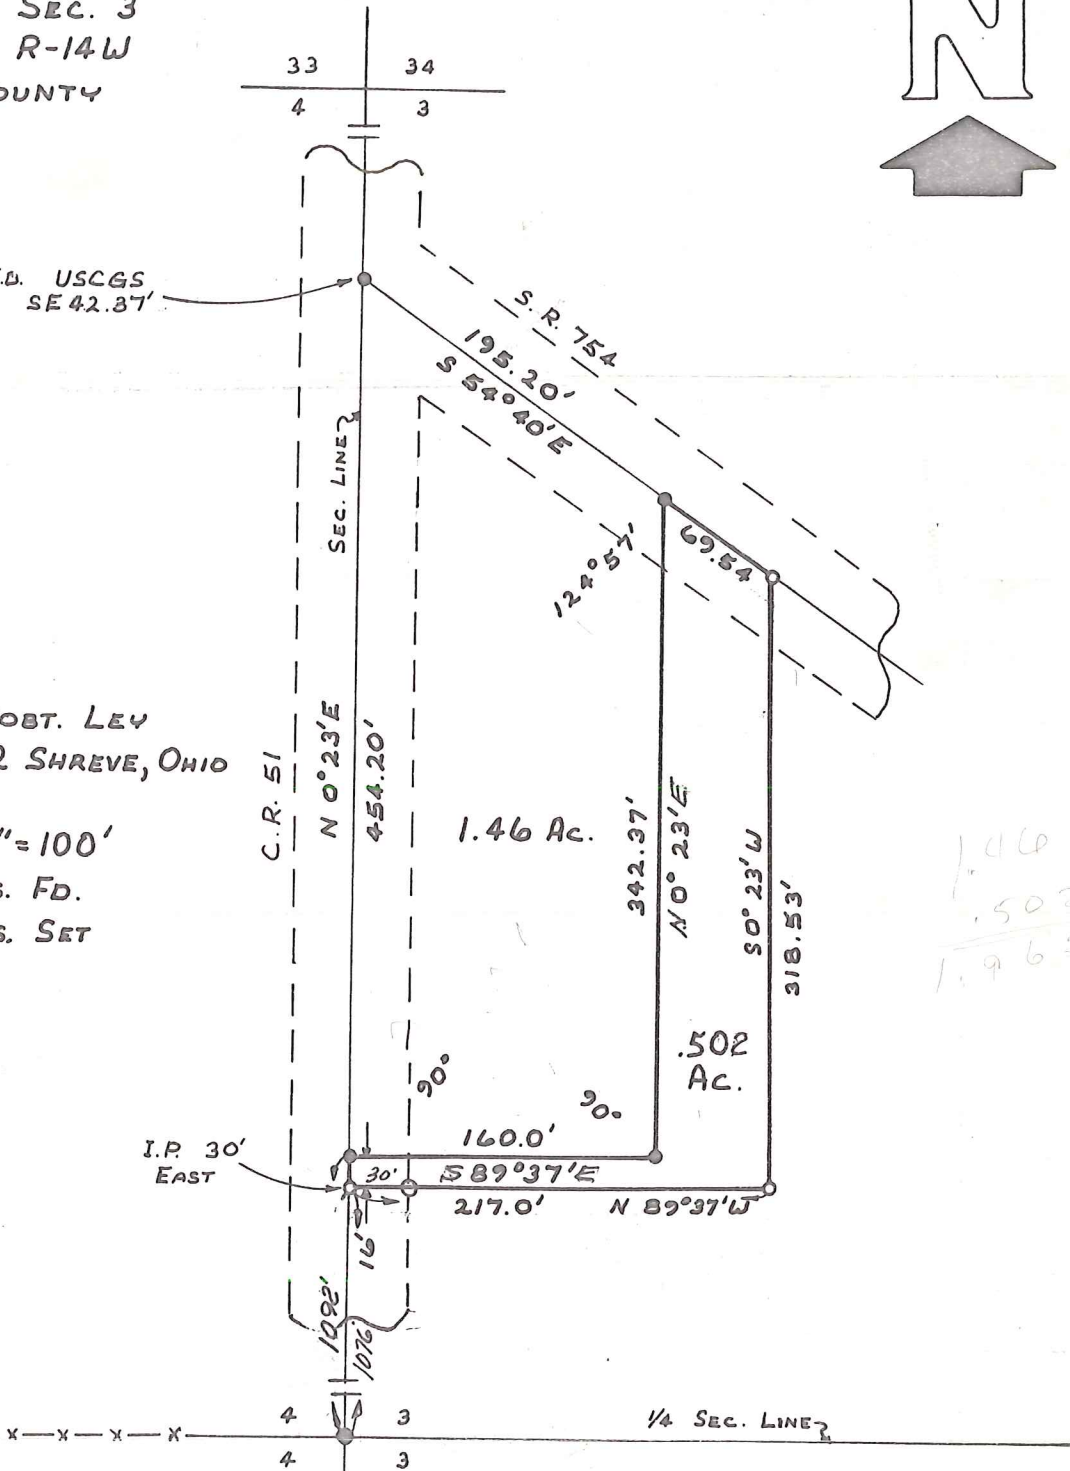 SEC. 3
R-14W
OUNTY
N
33 34
4 3
USCGS
SE 42.37'
S. R. 754
195.20'
S 54°40'E
SEC. LINE
124°57'
69.54
OBT. LEY
SHREVE, OHIO
"=100'
FD.
SET
C.R. 51
N 0°23'E
454.20'
1.46 Ac.
342.37'
N 0° 23'E
S 0° 23'W
318.53'
1.46
.502
Ac.
90°
90°
160.0'
I.P. 30'
EAST
30'
S 89°37'E
217.0'
N 89°37'W
16'
1092'
1076'
4 3
1/4 SEC. LINE
x—x—x—x
4 3